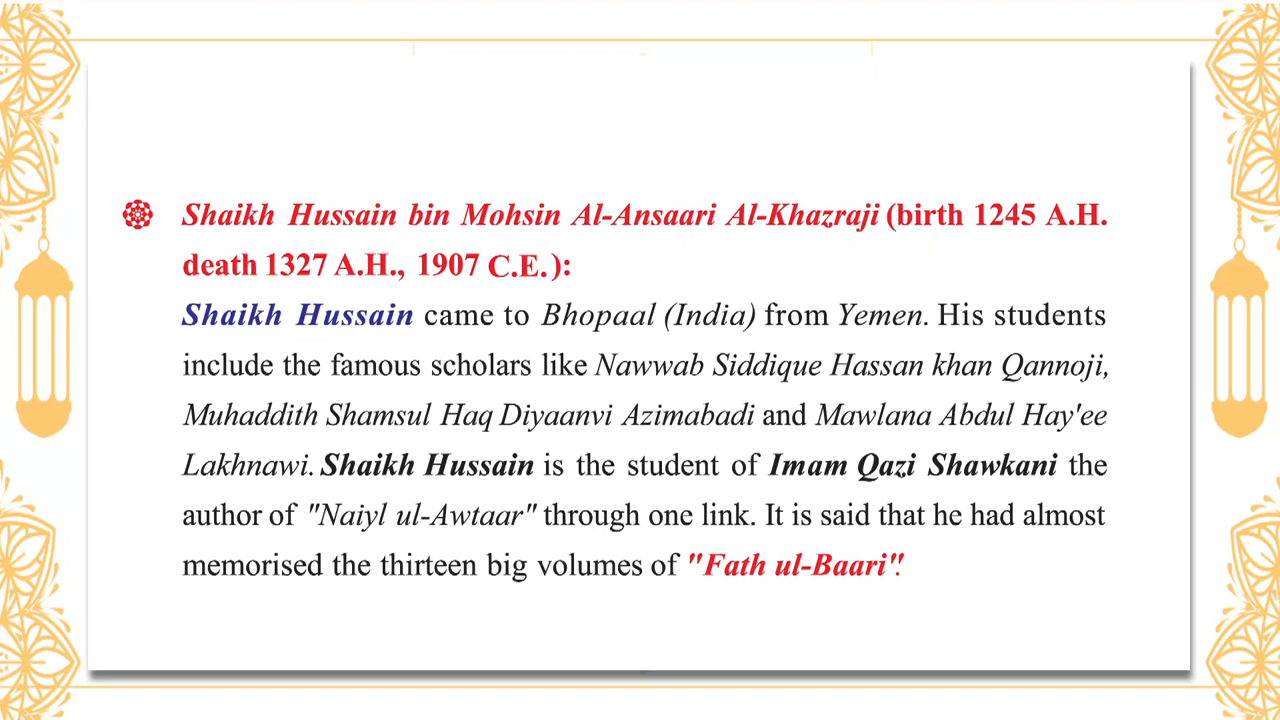 Shaikh Hussain bin Mohsin Al-Ansaari Al-Khazraji (birth 1245 A.H.
death 1327 A.H., 1907 C.E.):
Shaikh Hussain came to Bhopaal (India) from Yemen. His students
include the famous scholars like Nawwab Siddique Hassan khan Qannoji,
Muhaddith Shamsul Haq Diyaanvi Azimabadi and Mawlana Abdul Hay'ee
Lakhnawi. Shaikh Hussain is the student of Imam Qazi Shawkani the
author of "Naiyl ul-Awtaar" through one link. It is said that he had almost
memorised the thirteen big volumes of "Fath ul-Baari".